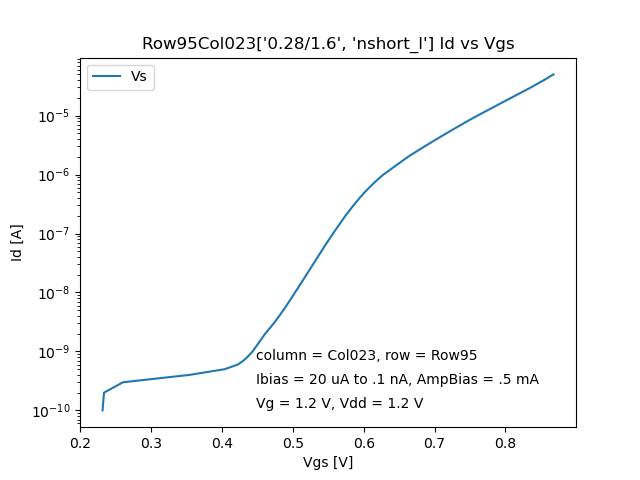 Row95Col023['0.28/1.6', 'nshort_l'] Id vs Vgs
Vs
10^-5
10^-6
10^-7
10^-8
10^-9
10^-10
Id [A]
column = Col023, row = Row95
Ibias = 20 uA to .1 nA, AmpBias = .5 mA
Vg = 1.2 V, Vdd = 1.2 V
0.2 0.3 0.4 0.5 0.6 0.7 0.8
Vgs [V]